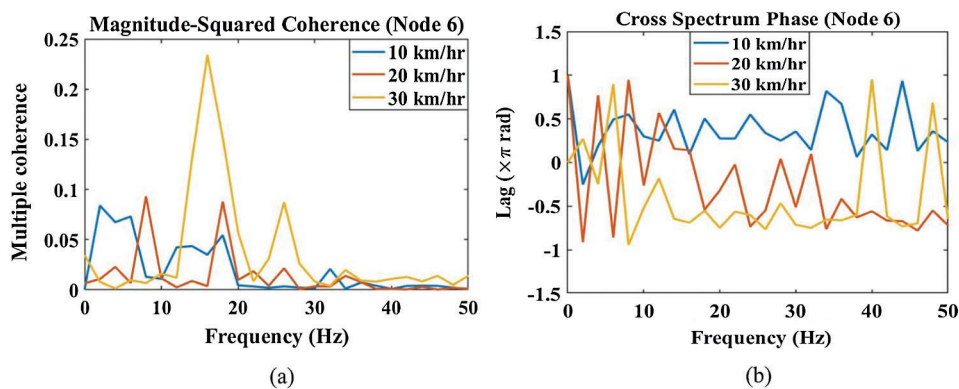 Magnitude-Squared Coherence (Node 6)
0.25
0.2
0.15
0.1
0.05
0
Multiple coherence
10 km/hr
20 km/hr
30 km/hr
0 10 20 30 40 50
Frequency (Hz)
(a)
Cross Spectrum Phase (Node 6)
1.5
1
0.5
0
-0.5
-1
-1.5
Lag (×π rad)
10 km/hr
20 km/hr
30 km/hr
0 10 20 30 40 50
Frequency (Hz)
(b)